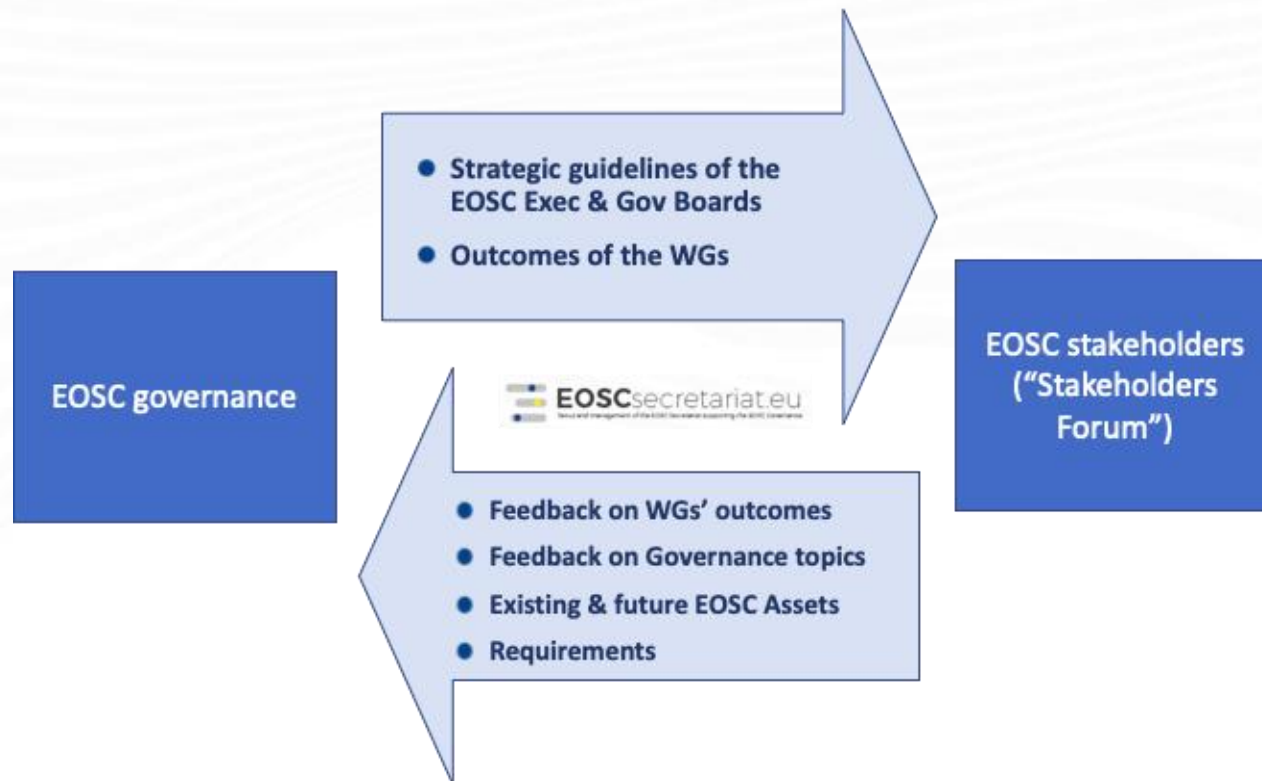 Strategic guidelines of the
EOSC Exec & Gov Boards
Outcomes of the WGs
EOSC governance
EOSCsecretariat.eu
EOSC stakeholders
(“Stakeholders
Forum”)
Feedback on WGs’ outcomes
Feedback on Governance topics
Existing & future EOSC Assets
Requirements